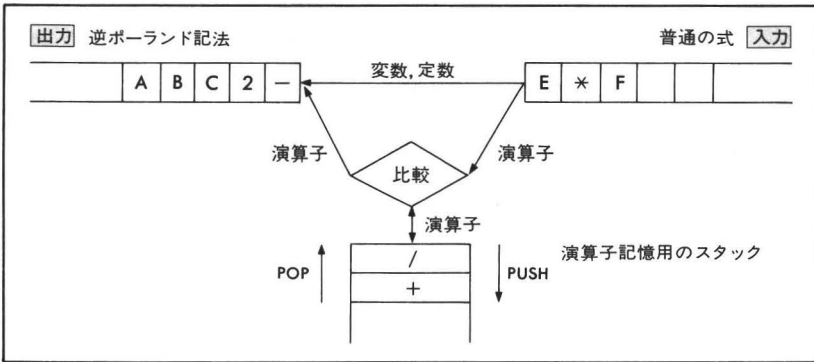 出力 逆ポーランド記法
普通の式 入力
A B C 2 −
変数,定数
E * F
演算子
比較
演算子
演算子
POP
/
+
PUSH
演算子記憶用のスタック